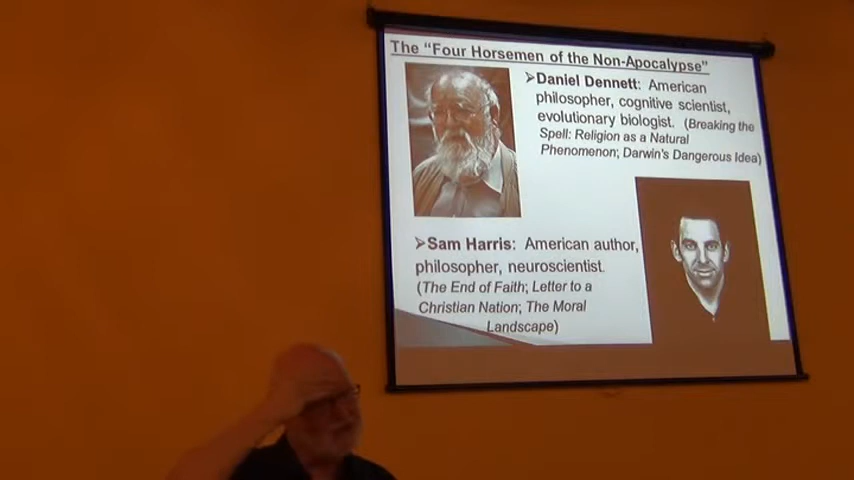 The “Four Horsemen of the Non-Apocalypse”
➢Daniel Dennett: American
philosopher, cognitive scientist,
evolutionary biologist. (Breaking the
Spell: Religion as a Natural
Phenomenon; Darwin's Dangerous Idea)
➢Sam Harris: American author,
philosopher, neuroscientist.
(The End of Faith; Letter to a
Christian Nation; The Moral
Landscape)